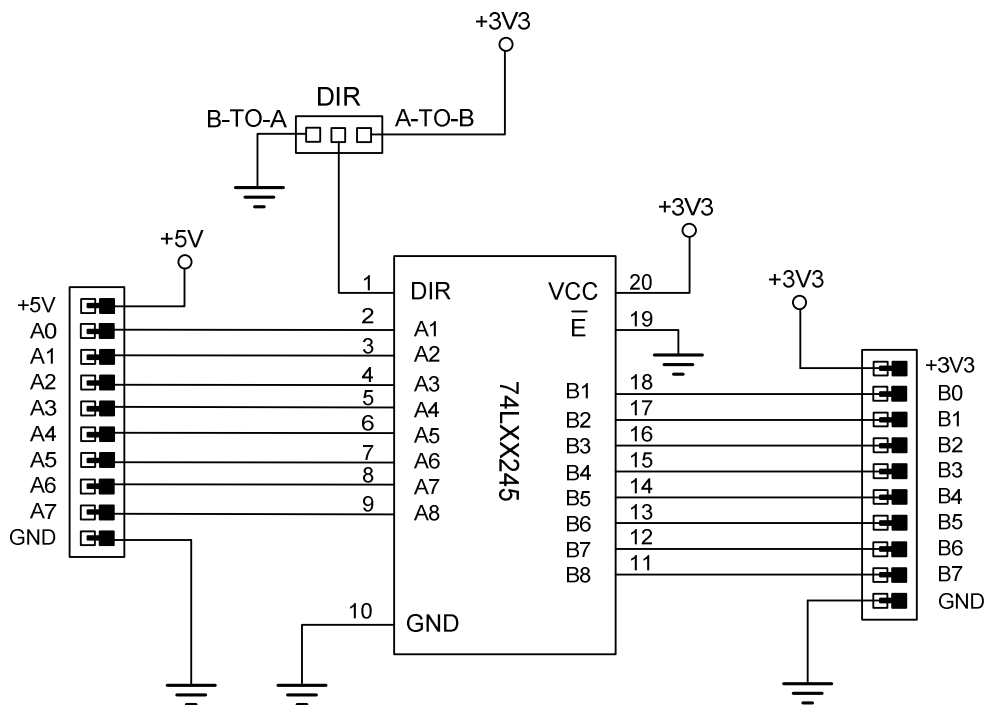 +3V3
DIR
B-TO-A
A-TO-B
+3V3
+5V
+3V3
1
DIR
VCC
20
+5V
2
A1
E
19
A0
3
A2
A1
4
A3
+3V3
A2
5
A4
B1
18
B0
A3
6
A5
B2
17
B1
A4
7
A6
B3
16
B2
A5
8
A7
B4
15
B3
A6
9
A8
B5
14
B4
A7
B6
13
B5
GND
B7
12
B6
B8
11
B7
GND
74LXX245
10
GND